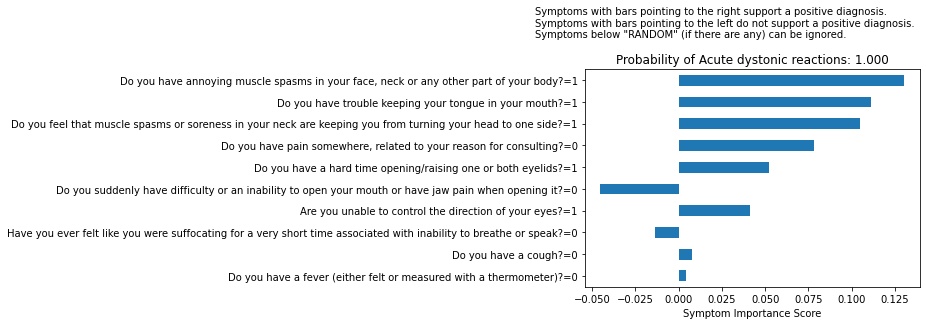 Symptoms with bars pointing to the right support a positive diagnosis.
Symptoms with bars pointing to the left do not support a positive diagnosis.
Symptoms below "RANDOM" (if there are any) can be ignored.
Probability of Acute dystonic reactions: 1.000
Do you have annoying muscle spasms in your face, neck or any other part of your body?=1
Do you have trouble keeping your tongue in your mouth?=1
Do you feel that muscle spasms or soreness in your neck are keeping you from turning your head to one side?=1
Do you have pain somewhere, related to your reason for consulting?=0
Do you have a hard time opening/raising one or both eyelids?=1
Do you suddenly have difficulty or an inability to open your mouth or have jaw pain when opening it?=0
Are you unable to control the direction of your eyes?=1
Have you ever felt like you were suffocating for a very short time associated with inability to breathe or speak?=0
Do you have a cough?=0
Do you have a fever (either felt or measured with a thermometer)?=0
−0.050 −0.025 0.000 0.025 0.050 0.075 0.100 0.125
Symptom Importance Score